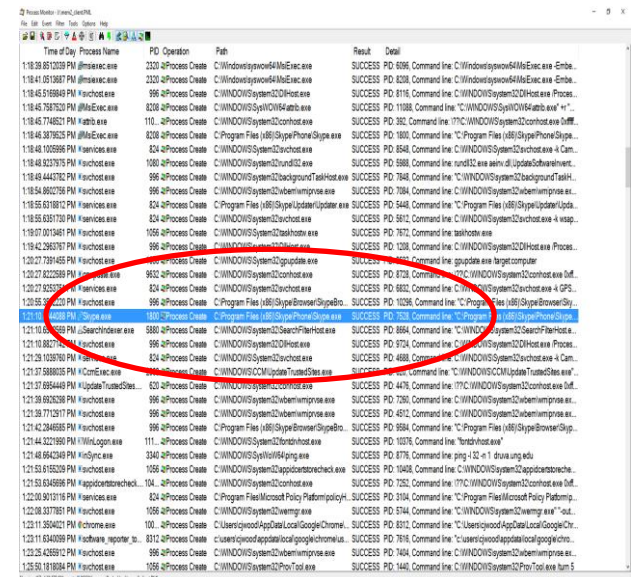 Process Monitor -
File Edit Event Filter Tools Options Help
Time of Day Process Name PID Operation Path Result Detail
1:18:39.8512039 PM msiexec.exe 2320 Process Create C:\Windows\syswow64\MsiExec.exe SUCCESS PID: 6096, Command line: C:\Windows\syswow64\MsiExec.exe -Embe...
1:18:41.0513687 PM msiexec.exe 2320 Process Create C:\Windows\syswow64\MsiExec.exe SUCCESS PID: 8208, Command line: C:\Windows\syswow64\MsiExec.exe -Embe...
1:18:45.5169849 PM svchost.exe 996 Process Create C:\WINDOWS\system32\DllHost.exe SUCCESS PID: 8116, Command line: C:\WINDOWS\system32\DllHost.exe /Proces...
1:18:45.7587520 PM MsiExec.exe 8208 Process Create C:\WINDOWS\SysWOW64\attrib.exe SUCCESS PID: 11088, Command line: "C:\WINDOWS\SysWOW64\attrib.exe" +r "...
1:18:45.7748521 PM attrib.exe 110... Process Create C:\WINDOWS\system32\conhost.exe SUCCESS PID: 392, Command line: \??\C:\WINDOWS\system32\conhost.exe 0xffff...
1:18:46.3879525 PM MsiExec.exe 8208 Process Create C:\Program Files (x86)\Skype\Phone\Skype.exe SUCCESS PID: 1800, Command line: "C:\Program Files (x86)\Skype\Phone\Skype....
1:18:48.1005996 PM services.exe 824 Process Create C:\WINDOWS\System32\svchost.exe SUCCESS PID: 8548, Command line: C:\WINDOWS\System32\svchost.exe -k Cam...
1:18:48.9237975 PM svchost.exe 1080 Process Create C:\WINDOWS\system32\rundll32.exe SUCCESS PID: 5988, Command line: rundll32.exe aeinv.dll,UpdateSoftwareInvent...
1:18:49.4443782 PM svchost.exe 996 Process Create C:\WINDOWS\system32\backgroundTaskHost.exe SUCCESS PID: 7848, Command line: "C:\WINDOWS\system32\backgroundTaskH...
1:18:54.8602756 PM svchost.exe 996 Process Create C:\WINDOWS\system32\wbem\wmiprvse.exe SUCCESS PID: 7084, Command line: C:\WINDOWS\system32\wbem\wmiprvse.ex...
1:18:55.6318812 PM services.exe 824 Process Create C:\Program Files (x86)\Skype\Updater\Updater.exe SUCCESS PID: 5448, Command line: "C:\Program Files (x86)\Skype\Updater\Upda...
1:18:55.6351730 PM services.exe 824 Process Create C:\WINDOWS\system32\svchost.exe SUCCESS PID: 5612, Command line: C:\WINDOWS\system32\svchost.exe -k wsap...
1:19:07.0013461 PM svchost.exe 1056 Process Create C:\WINDOWS\system32\taskhostw.exe SUCCESS PID: 7672, Command line: taskhostw.exe
1:19:42.2963767 PM svchost.exe 996 Process Create C:\WINDOWS\system32\DllHost.exe SUCCESS PID: 1208, Command line: C:\WINDOWS\system32\DllHost.exe /Proces...
1:20:27.7391455 PM svchost.exe Process Create C:\WINDOWS\system32\gpupdate.exe SUCCESS Command line: gpupdate.exe /target:computer
1:20:27.8222589 PM 9632 Process Create C:\WINDOWS\system32\conhost.exe SUCCESS PID: 8728, Command line: \??\C:\WINDOWS\system32\conhost.exe 0xff...
1:20:27.925375 824 Process Create C:\WINDOWS\system32\svchost.exe SUCCESS PID: 6832, Command line: C:\WINDOWS\system32\svchost.exe -k GPS...
1:20:55.3 220 PM svchost.exe 996 Process Create C:\Program Files (x86)\Skype\Browser\SkypeBro... SUCCESS PID: 10296, Command line: "C:\Program Files (x86)\Skype\Browser\Sky...
1:21:10. 4088 PM Skype.exe 1800 Process Create C:\Program Files (x86)\Skype\Phone\Skype.exe SUCCESS PID: 7528, Command line: "C:\Program Files (x86)\Skype\Phone\Skype...
1:21:10.6 569 PM SearchIndexer.exe 5880 Process Create C:\WINDOWS\system32\SearchFilterHost.exe SUCCESS PID: 8664, Command line: "C:\WINDOWS\system32\SearchFilterHost.e...
1:21:10.882714 PM svchost.exe 996 Process Create C:\WINDOWS\system32\DllHost.exe SUCCESS PID: 9724, Command line: C:\WINDOWS\system32\DllHost.exe /Proces...
1:21:29.1039760 PM 824 Process Create C:\WINDOWS\System32\svchost.exe SUCCESS PID: 4688, Command line: C:\WINDOWS\System32\svchost.exe -k Cam...
1:21:37.5888035 PM CcmExec.exe Process Create C:\WINDOWS\CCM\UpdateTrustedSites.exe SUCCESS Command line: "C:\WINDOWS\CCM\UpdateTrustedSites.exe"...
1:21:37.6954449 PM UpdateTrustedSites.... 620 Process Create C:\WINDOWS\system32\conhost.exe SUCCESS PID: 4476, Command line: \??\C:\WINDOWS\system32\conhost.exe 0xff...
1:21:39.6926298 PM svchost.exe 996 Process Create C:\WINDOWS\system32\wbem\wmiprvse.exe SUCCESS PID: 7260, Command line: C:\WINDOWS\system32\wbem\wmiprvse.ex...
1:21:39.7712917 PM svchost.exe 996 Process Create C:\WINDOWS\system32\wbem\wmiprvse.exe SUCCESS PID: 4512, Command line: C:\WINDOWS\system32\wbem\wmiprvse.ex...
1:21:42.2846585 PM svchost.exe 996 Process Create C:\Program Files (x86)\Skype\Browser\SkypeBro... SUCCESS PID: 9584, Command line: "C:\Program Files (x86)\Skype\Browser\Skyp...
1:21:44.3221990 PM WinLogon.exe 111... Process Create C:\WINDOWS\System32\fontdrvhost.exe SUCCESS PID: 10376, Command line: "fontdrvhost.exe"
1:21:48.6642349 PM inSync.exe 3340 Process Create C:\WINDOWS\SysWoW64\ping.exe SUCCESS PID: 8776, Command line: ping -l 32 -n 1 druva.ung.edu
1:21:53.6155209 PM svchost.exe 1056 Process Create C:\WINDOWS\system32\appidcertstorecheck.exe SUCCESS PID: 10408, Command line: C:\WINDOWS\system32\appidcertstoreche...
1:21:53.6345696 PM appidcertstorecheck.... 104... Process Create C:\WINDOWS\system32\conhost.exe SUCCESS PID: 7252, Command line: \??\C:\WINDOWS\system32\conhost.exe 0xff...
1:22:00.9013116 PM services.exe 824 Process Create C:\Program Files\Microsoft Policy Platform\policyH... SUCCESS PID: 3104, Command line: "C:\Program Files\Microsoft Policy Platform\p...
1:22:08.3377851 PM svchost.exe 1056 Process Create C:\WINDOWS\system32\wermgr.exe SUCCESS PID: 5744, Command line: C:\WINDOWS\system32\wermgr.exe" "-out...
1:23:11.3504021 PM chrome.exe 100... Process Create C:\Users\cjwood\AppData\Local\Google\Chrome\... SUCCESS PID: 8312, Command line: "C:\Users\cjwood\AppData\Local\Google\Chr...
1:23:11.6340099 PM software_reporter_to... 8312 Process Create c:\users\cjwood\appdata\local\google\chrome\us... SUCCESS PID: 7616, Command line: "c:\users\cjwood\appdata\local\google\chro...
1:23:25.4265912 PM svchost.exe 996 Process Create C:\WINDOWS\system32\wbem\wmiprvse.exe SUCCESS PID: 7404, Command line: C:\WINDOWS\system32\wbem\wmiprvse.ex...
1:25:50.1818084 PM svchost.exe 1056 Process Create C:\WINDOWS\System32\ProvTool.exe SUCCESS PID: 1440, Command line: C:\WINDOWS\System32\ProvTool.exe /turn 5